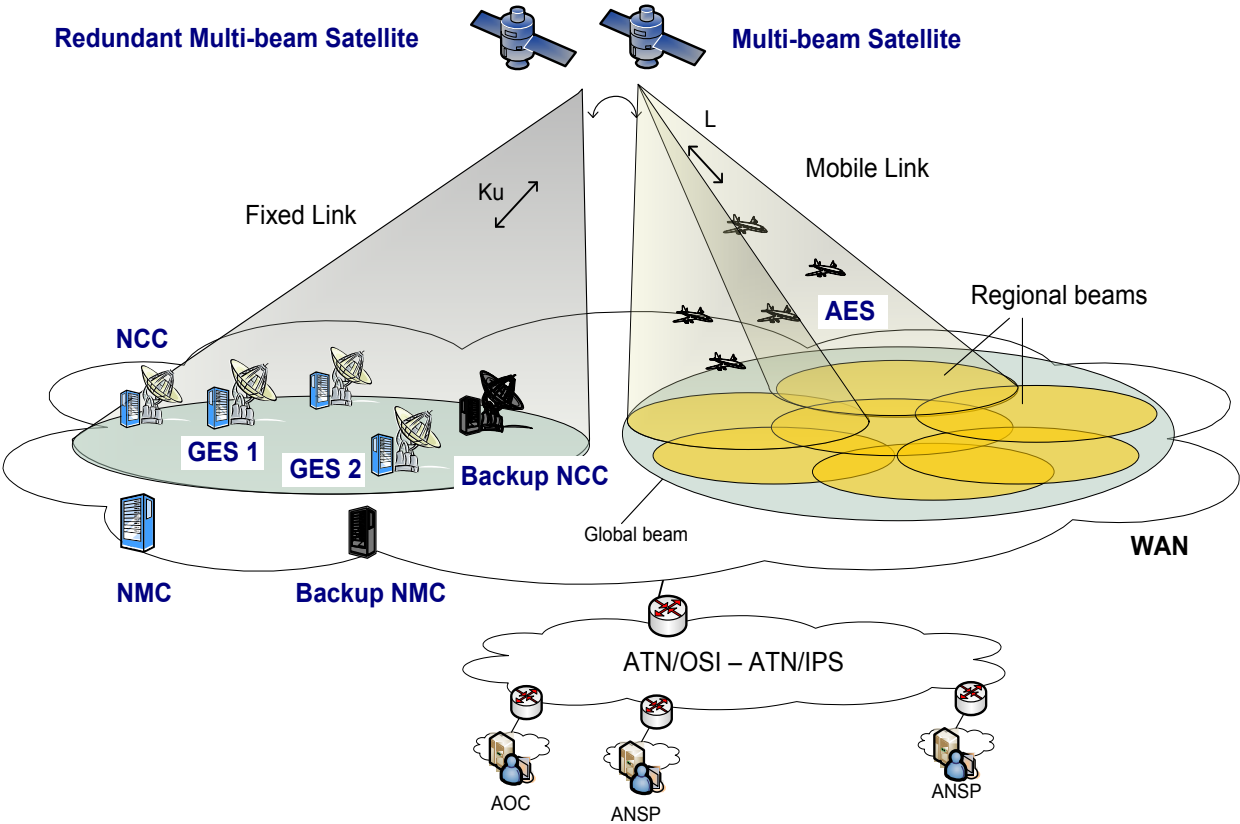 Redundant Multi-beam Satellite
Multi-beam Satellite
L
Mobile Link
Ku
Fixed Link
Regional beams
AES
NCC
GES 1
GES 2
Backup NCC
Global beam
WAN
NMC
Backup NMC
ATN/OSI – ATN/IPS
AOC
ANSP
ANSP